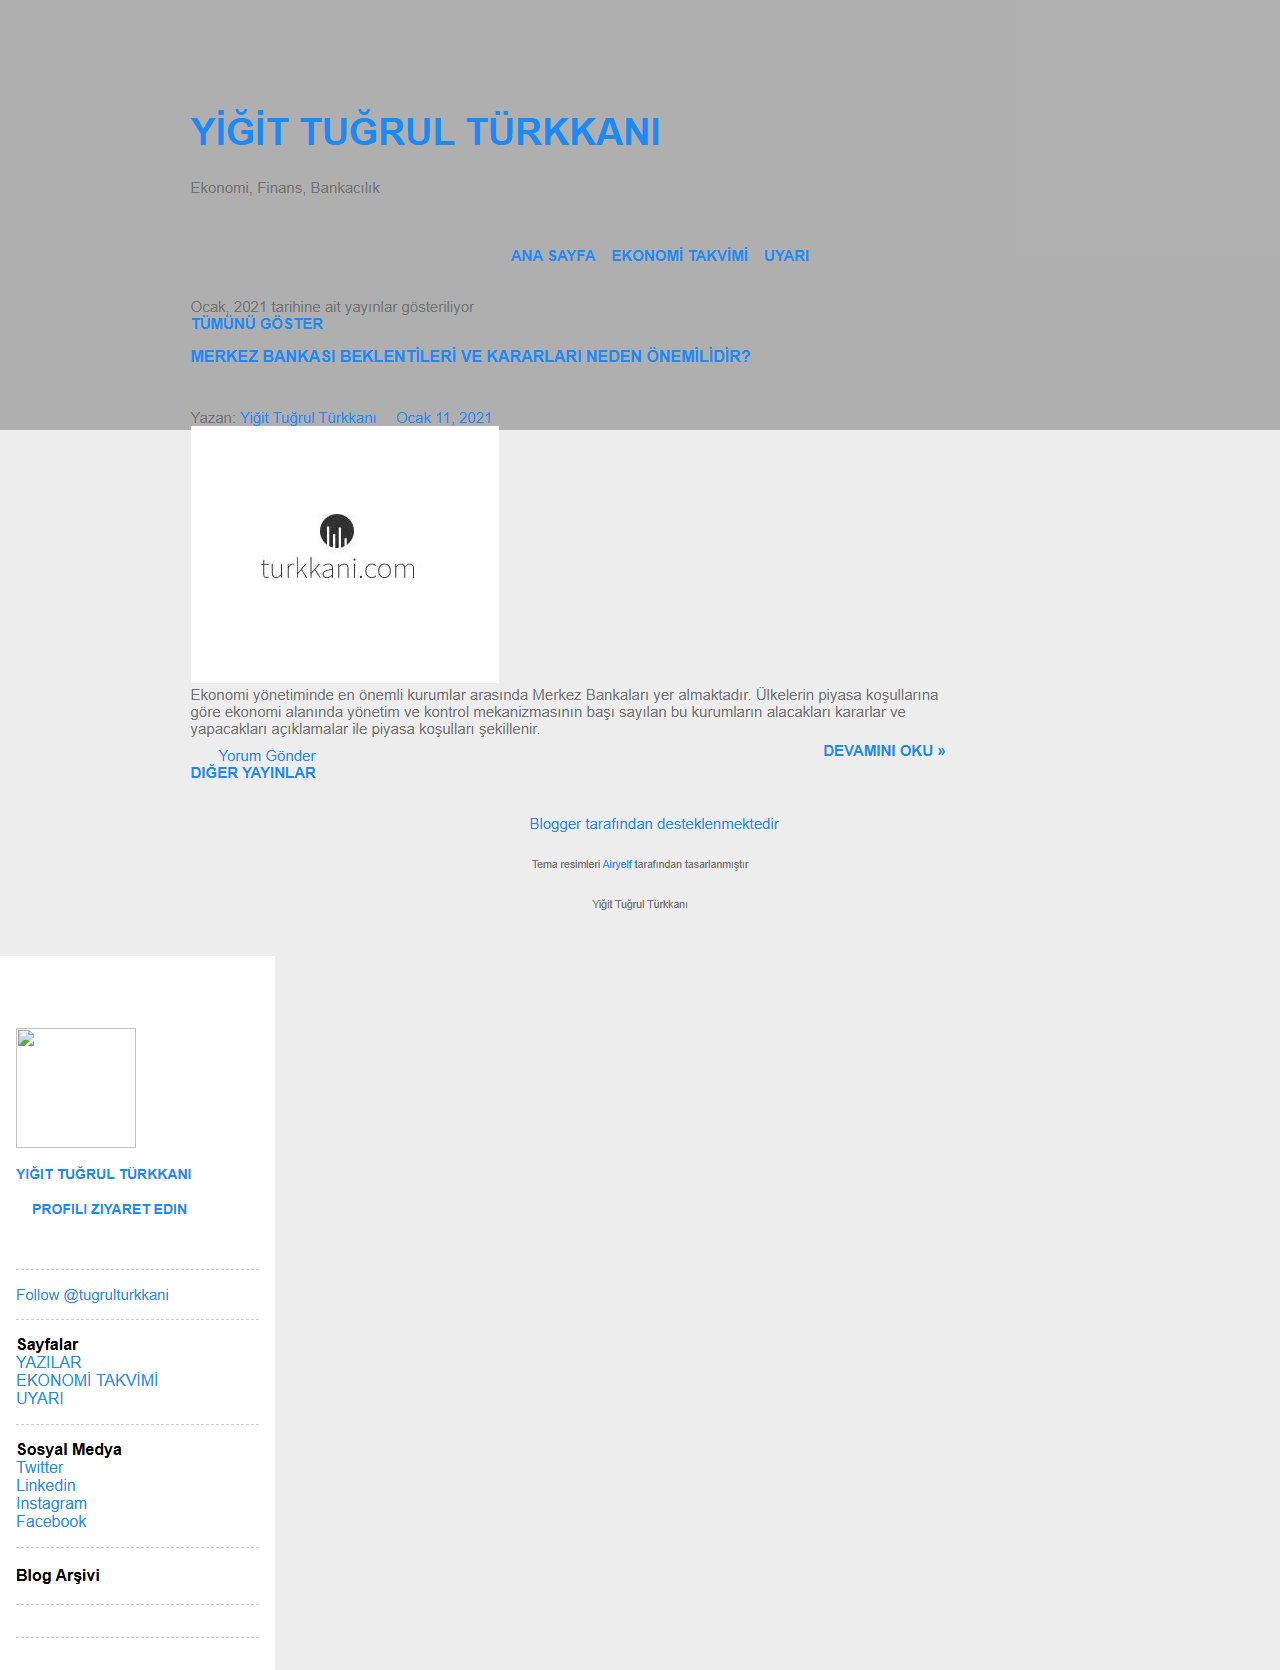 YİĞİT TUĞRUL TÜRKKANI
Ekonomi, Finans, Bankacılık
ANA SAYFA EKONOMİ TAKVİMİ UYARI
Ocak, 2021 tarihine ait yayınlar gösteriliyor
TÜMÜNÜ GÖSTER
MERKEZ BANKASI BEKLENTİLERİ VE KARARLARI NEDEN ÖNEMİLİDİR?
Yazan: Yiğit Tuğrul Türkkanı Ocak 11, 2021
turkkani.com
Ekonomi yönetiminde en önemli kurumlar arasında Merkez Bankaları yer almaktadır. Ülkelerin piyasa koşullarına
göre ekonomi alanında yönetim ve kontrol mekanizmasının başı sayılan bu kurumların alacakları kararlar ve
yapacakları açıklamalar ile piyasa koşulları şekillenir.
DEVAMINI OKU »
Yorum Gönder
DIĞER YAYINLAR
Blogger tarafından desteklenmektedir
Tema resimleri Airyelf tarafından tasarlanmıştır
Yiğit Tuğrul Türkkanı
YIĞIT TUĞRUL TÜRKKANI
PROFILI ZIYARET EDIN
Follow @tugrulturkkani
Sayfalar
YAZILAR
EKONOMİ TAKVİMİ
UYARI
Sosyal Medya
Twitter
Linkedin
Instagram
Facebook
Blog Arşivi